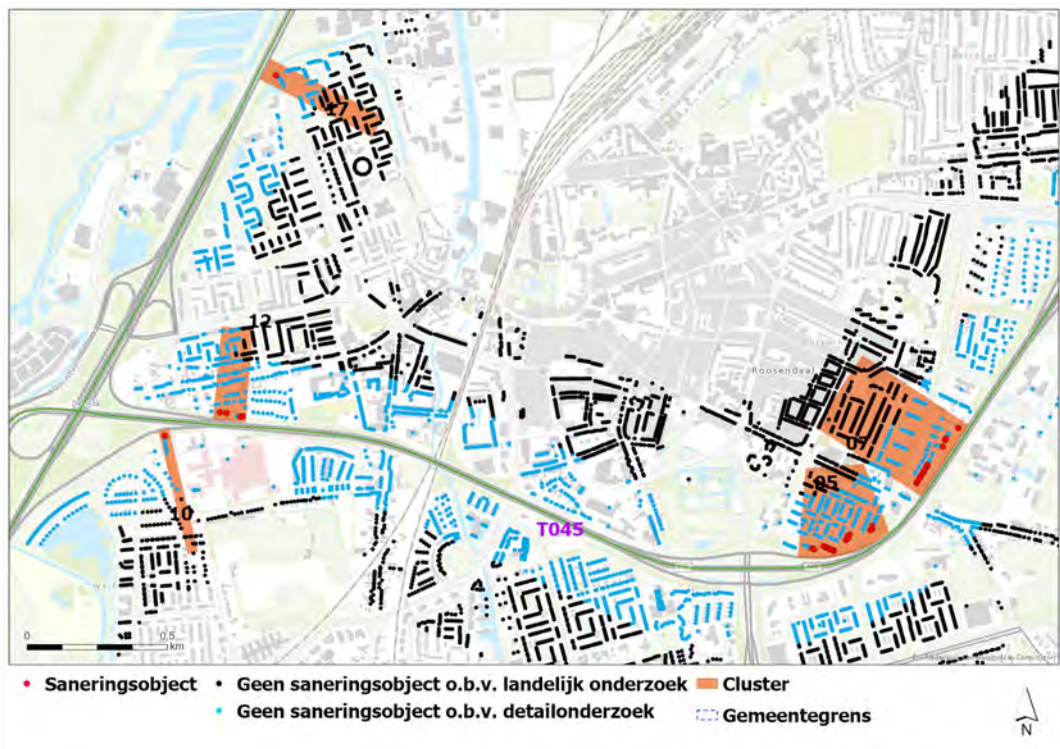 17
12
Roosendaal
07
05
10
T045
0
0.5
km
Saneringsobject
Geen saneringsobject o.b.v. landelijk onderzoek
Cluster
Geen saneringsobject o.b.v. detailonderzoek
Gemeentegrens
N